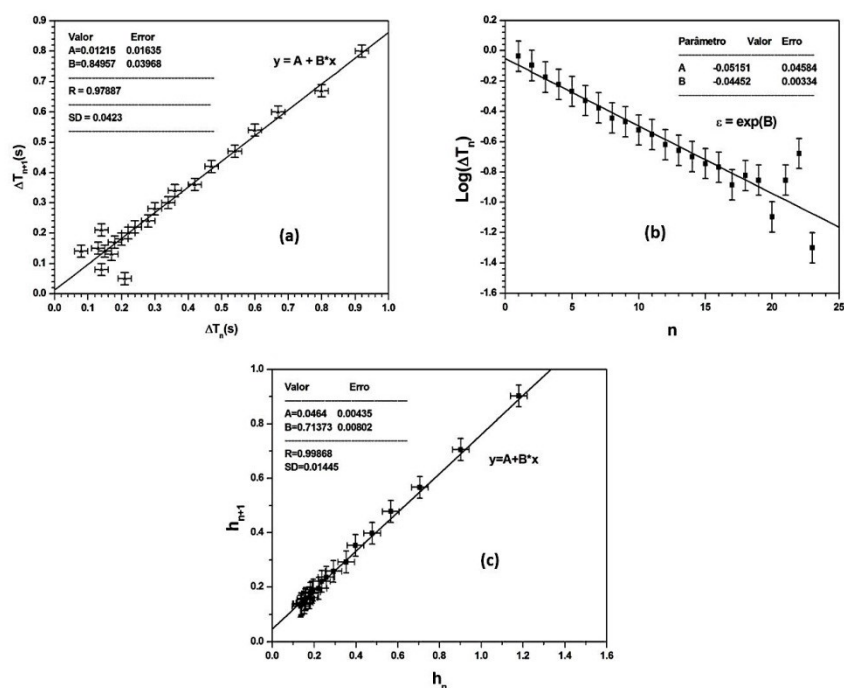 Valor Error
A=0.01215 0.01635
B=0.84957 0.03968
R = 0.97887
SD = 0.0423
y = A + B*x
(a)
ΔTn+1(s)
0.8
0.7
0.6
0.5
0.4
0.3
0.2
0.1
0.0
0.0 0.1 0.2 0.3 0.4 0.5 0.6 0.7 0.8 0.9 1.0
ΔTn(s)
Parâmetro Valor Erro
A -0.05151 0.04584
B -0.04452 0.00334
ε = exp(B)
(b)
Log(ΔTn)
0.2
0.0
-0.2
-0.4
-0.6
-0.8
-1.0
-1.2
-1.4
-1.6
0 5 10 15 20 25
n
Valor Erro
A=0.0464 0.00435
B=0.71373 0.00802
R=0.99868
SD=0.01445
y=A+B*x
(c)
hn+1
1.0
0.8
0.6
0.4
0.2
0.0
0.0 0.2 0.4 0.6 0.8 1.0 1.2 1.4 1.6
hn